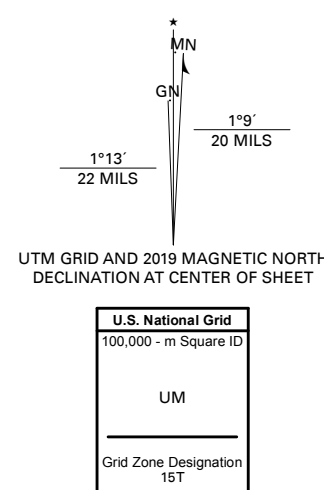 ★
MN
GN
1°9´
20 MILS
1°13´
22 MILS
UTM GRID AND 2019 MAGNETIC NORTH
DECLINATION AT CENTER OF SHEET
U.S. National Grid
100,000 - m Square ID
UM
Grid Zone Designation
15T